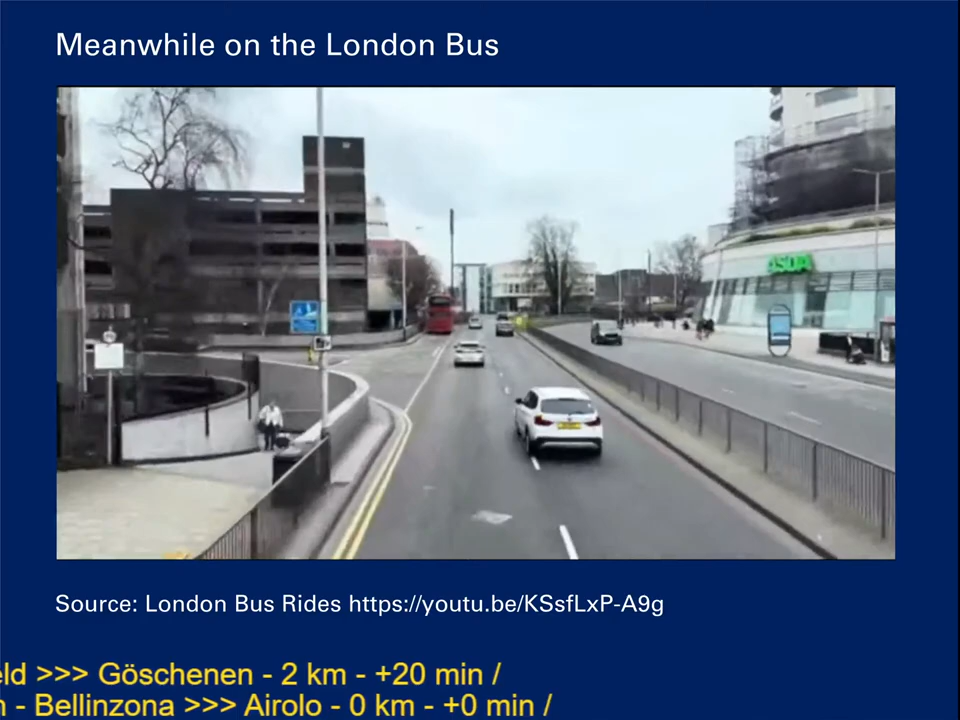 Meanwhile on the London Bus
ASDA
Source: London Bus Rides https://youtu.be/KSsfLxP-A9g
>>> Göschenen - 2 km - +20 min /
- Bellinzona >>> Airolo - 0 km - +0 min /